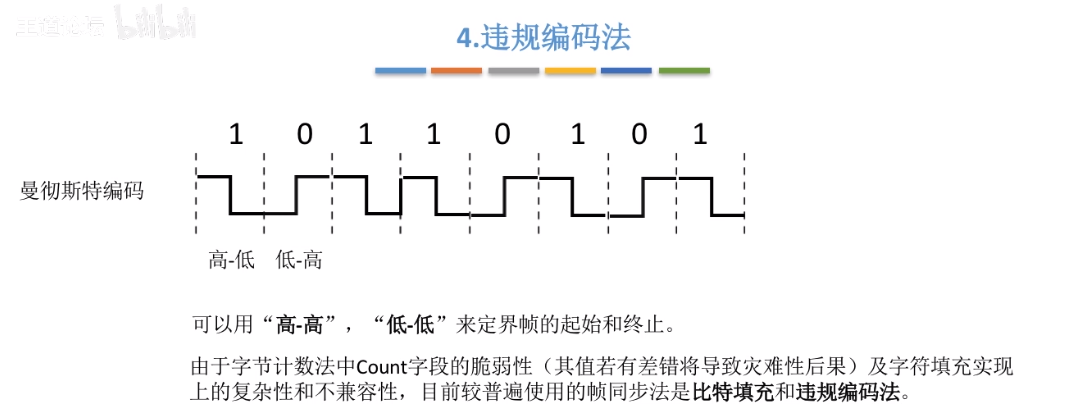 bilibili
4.违规编码法
1 0 1 1 0 1 0 1
曼彻斯特编码
高-低 低-高
可以用“高-高”，“低-低”来定界帧的起始和终止。
由于字节计数法中Count字段的脆弱性（其值若有差错将导致灾难性后果）及字符填充实现
上的复杂性和不兼容性，目前较普遍使用的帧同步法是比特填充和违规编码法。